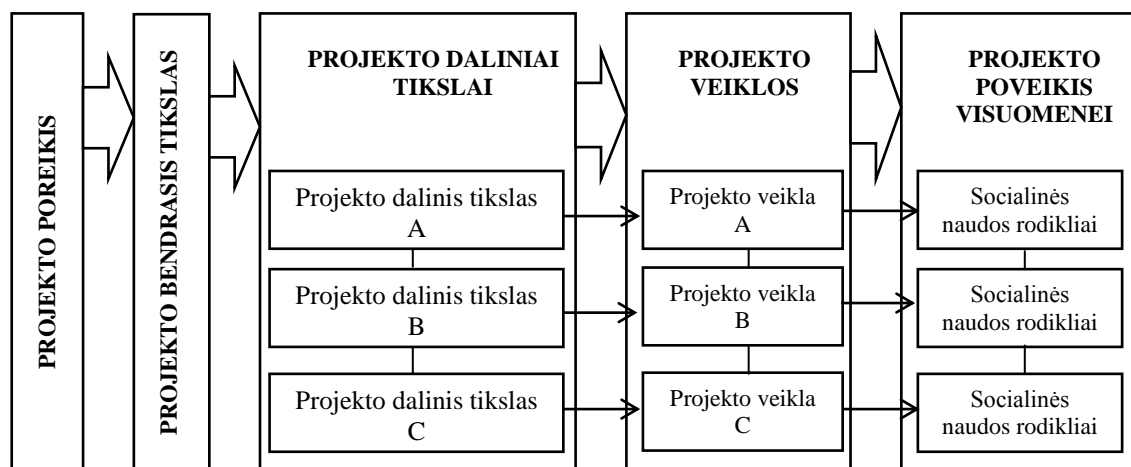 PROJEKTO POREIKIS
PROJEKTO BENDRASIS TIKSLAS
PROJEKTO DALINIAI
TIKSLAI
Projekto dalinis tikslas
A
Projekto dalinis tikslas
B
Projekto dalinis tikslas
C
PROJEKTO
VEIKLOS
Projekto veikla
A
Projekto veikla
B
Projekto veikla
C
PROJEKTO
POVEIKIS
VISUOMENEI
Socialinės
naudos rodikliai
Socialinės
naudos rodikliai
Socialinės
naudos rodikliai